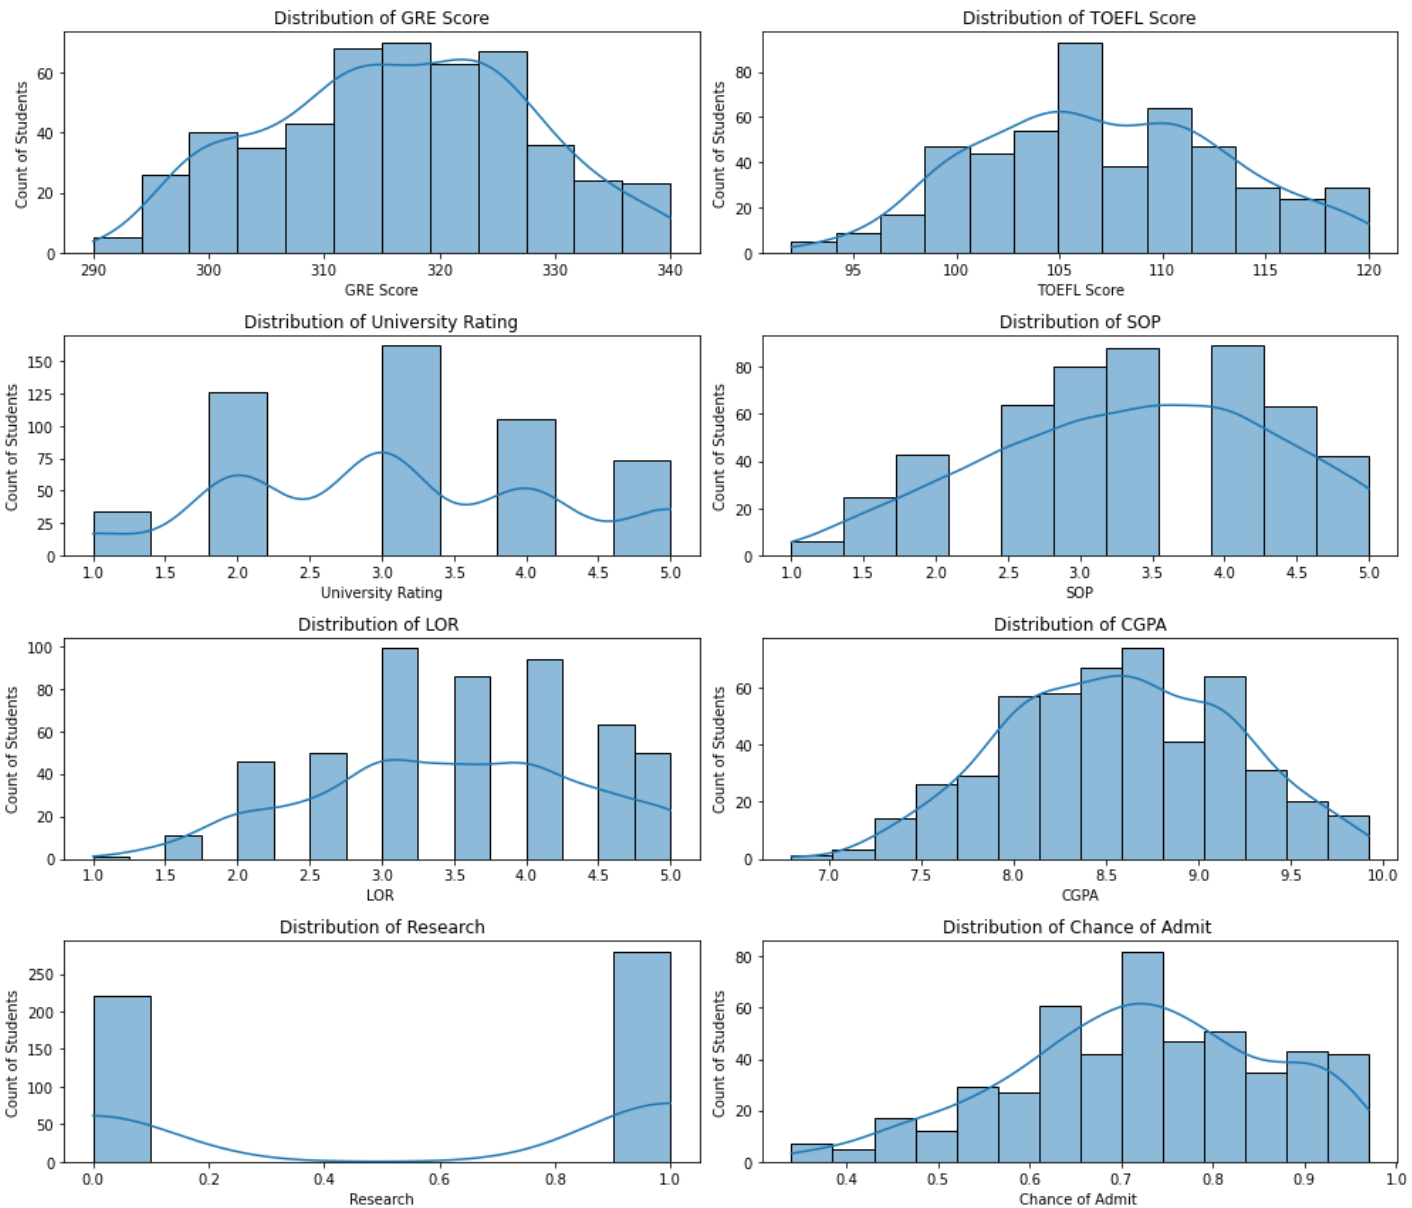 Distribution of GRE Score
Count of Students
60
40
20
0
290 300 310 320 330 340
GRE Score
Distribution of TOEFL Score
Count of Students
80
60
40
20
0
95 100 105 110 115 120
TOEFL Score
Distribution of University Rating
Count of Students
150
125
100
75
50
25
0
1.0 1.5 2.0 2.5 3.0 3.5 4.0 4.5 5.0
University Rating
Distribution of SOP
Count of Students
80
60
40
20
0
1.0 1.5 2.0 2.5 3.0 3.5 4.0 4.5 5.0
SOP
Distribution of LOR
Count of Students
100
80
60
40
20
0
1.0 1.5 2.0 2.5 3.0 3.5 4.0 4.5 5.0
LOR
Distribution of CGPA
Count of Students
60
40
20
0
7.0 7.5 8.0 8.5 9.0 9.5 10.0
CGPA
Distribution of Research
Count of Students
250
200
150
100
50
0
0.0 0.2 0.4 0.6 0.8 1.0
Research
Distribution of Chance of Admit
Count of Students
80
60
40
20
0
0.4 0.5 0.6 0.7 0.8 0.9 1.0
Chance of Admit